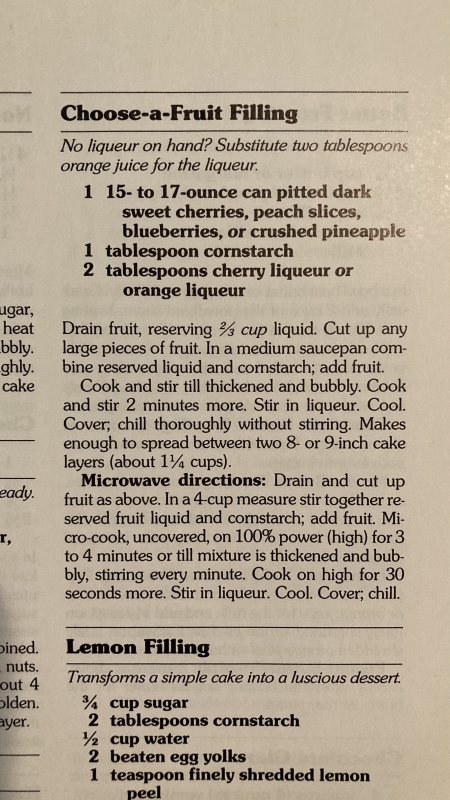 Choose-a-Fruit Filling
No liqueur on hand? Substitute two tablespoons
orange juice for the liqueur.
1 15- to 17-ounce can pitted dark
sweet cherries, peach slices,
blueberries, or crushed pineapple
1 tablespoon cornstarch
2 tablespoons cherry liqueur or
orange liqueur
Drain fruit, reserving ⅔ cup liquid. Cut up any
large pieces of fruit. In a medium saucepan com-
bine reserved liquid and cornstarch; add fruit.
Cook and stir till thickened and bubbly. Cook
and stir 2 minutes more. Stir in liqueur. Cool.
Cover; chill thoroughly without stirring. Makes
enough to spread between two 8- or 9-inch cake
layers (about 1¼ cups).
Microwave directions: Drain and cut up
fruit as above. In a 4-cup measure stir together re-
served fruit liquid and cornstarch; add fruit. Mi-
cro-cook, uncovered, on 100% power (high) for 3
to 4 minutes or till mixture is thickened and bub-
bly, stirring every minute. Cook on high for 30
seconds more. Stir in liqueur. Cool. Cover; chill.
Lemon Filling
Transforms a simple cake into a luscious dessert.
¾ cup sugar
2 tablespoons cornstarch
½ cup water
2 beaten egg yolks
1 teaspoon finely shredded lemon
peel
ugar,
heat
bbly.
ghly.
cake
eady.
r,
oined.
nuts.
out 4
olden.
ayer.